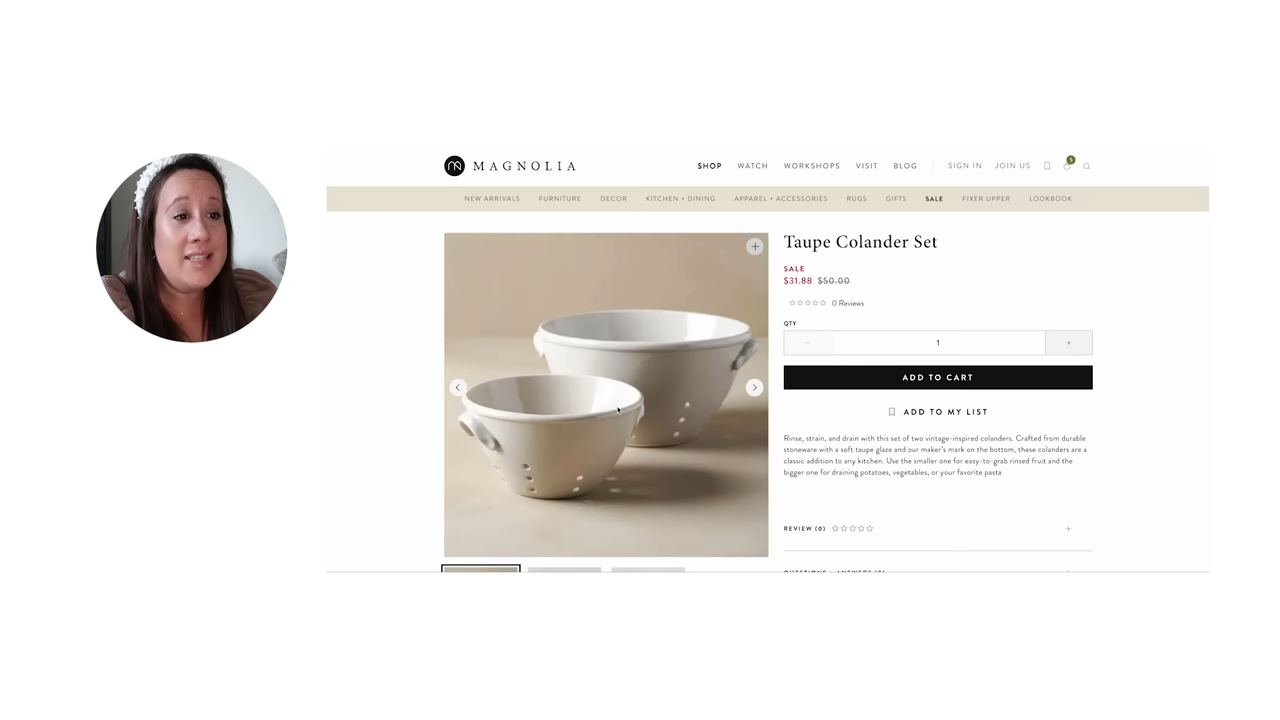 MAGNOLIA
SHOP WATCH WORKSHOPS VISIT BLOG SIGN IN JOIN US 5
NEW ARRIVALS FURNITURE DECOR KITCHEN + DINING APPAREL + ACCESSORIES RUGS GIFTS SALE FIXER UPPER LOOKBOOK
Taupe Colander Set
SALE
$31.88 $50.00
0 Reviews
QTY
- 1 +
ADD TO CART
ADD TO MY LIST
Rinse, strain, and drain with this set of two vintage-inspired colanders. Crafted from durable
stoneware with a soft taupe glaze and our maker's mark on the bottom, these colanders are a
classic addition to any kitchen. Use the smaller one for easy-to-grab rinsed fruit and the
bigger one for draining potatoes, vegetables, or your favorite pasta
REVIEW (0) +